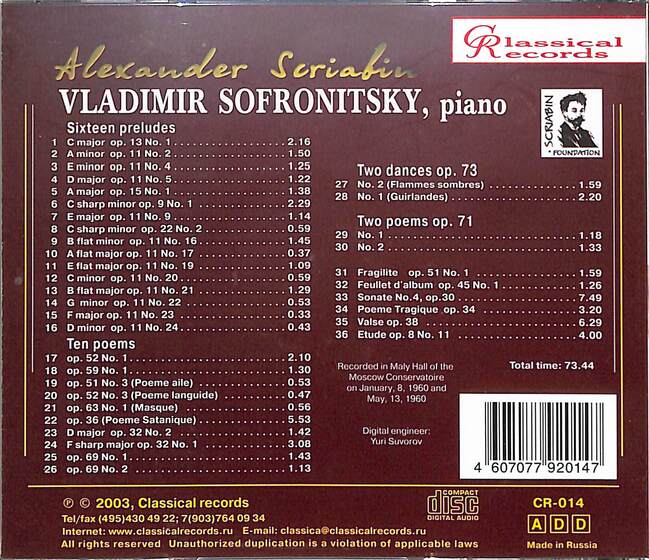 Classical Records
Alexander Scriabin
VLADIMIR SOFRONITSKY, piano
SCRIABIN
FOUNDATION
Sixteen preludes
1 C major op. 13 No. 1 2.16
2 A minor op. 11 No. 2 1.50
3 E minor op. 11 No. 4 1.25
4 D major op. 11 No. 5 1.22
5 A major op. 15 No. 1 1.38
6 C sharp minor op. 9 No. 1 2.29
7 E major op. 11 No. 9 1.14
8 C sharp minor op. 22 No. 2 0.59
9 B flat minor op. 11 No. 16 1.45
10 A flat major op. 11 No. 17 0.37
11 E flat major op. 11 No. 19 1.09
12 C minor op. 11 No. 20 0.59
13 B flat major op. 11 No. 21 1.29
14 G minor op. 11 No. 22 0.53
15 F major op. 11 No. 23 0.33
16 D minor op. 11 No. 24 0.43
Ten poems
17 op. 52 No. 1 2.10
18 op. 59 No. 1 1.30
19 op. 51 No. 3 (Poeme aile) 0.53
20 op. 52 No. 3 (Poeme languide) 0.47
21 op. 63 No. 1 (Masque) 0.56
22 op. 36 (Poeme Satanique) 5.53
23 D major op. 32 No. 2 1.42
24 F sharp major op. 32 No. 1 3.08
25 op. 69 No. 1 1.43
26 op. 69 No. 2 1.13
Two dances op. 73
27 No. 2 (Flammes sombres) 1.59
28 No. 1 (Guirlandes) 2.20
Two poems op. 71
29 No. 1 1.18
30 No. 2 1.33
31 Fragilite op. 51 No. 1 1.59
32 Feullet d'album op. 45 No. 1 1.26
33 Sonate No.4, op.30 7.49
34 Poeme Tragique op. 34 3.20
35 Valse op. 38 6.29
36 Etude op. 8 No. 11 4.00
Recorded in Maly Hall of the
Moscow Conservatoire
on January, 8, 1960 and
May, 13, 1960
Total time: 73.44
Digital engineer:
Yuri Suvorov
4 607077 920147
℗ © 2003, Classical records
Tel/fax (495)430 49 22; 7(903)764 09 34
Internet: www.classicalrecords.ru E-mail: classica@classicalrecords.ru
All rights reserved Unauthorized duplication is a violation of applicable laws
COMPACT
disc
DIGITAL AUDIO
CR-014
A D D
Made in Russia